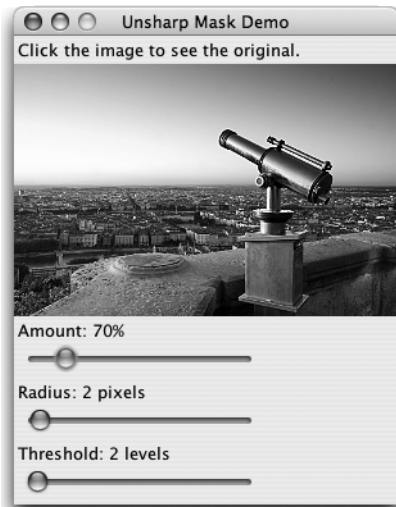 Unsharp Mask Demo
Click the image to see the original.
Amount: 70%
Radius: 2 pixels
Threshold: 2 levels